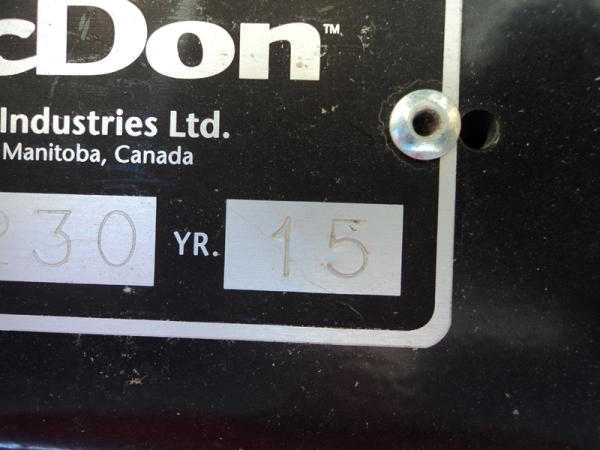 cDon™
Industries Ltd.
Manitoba, Canada
230 YR. 15